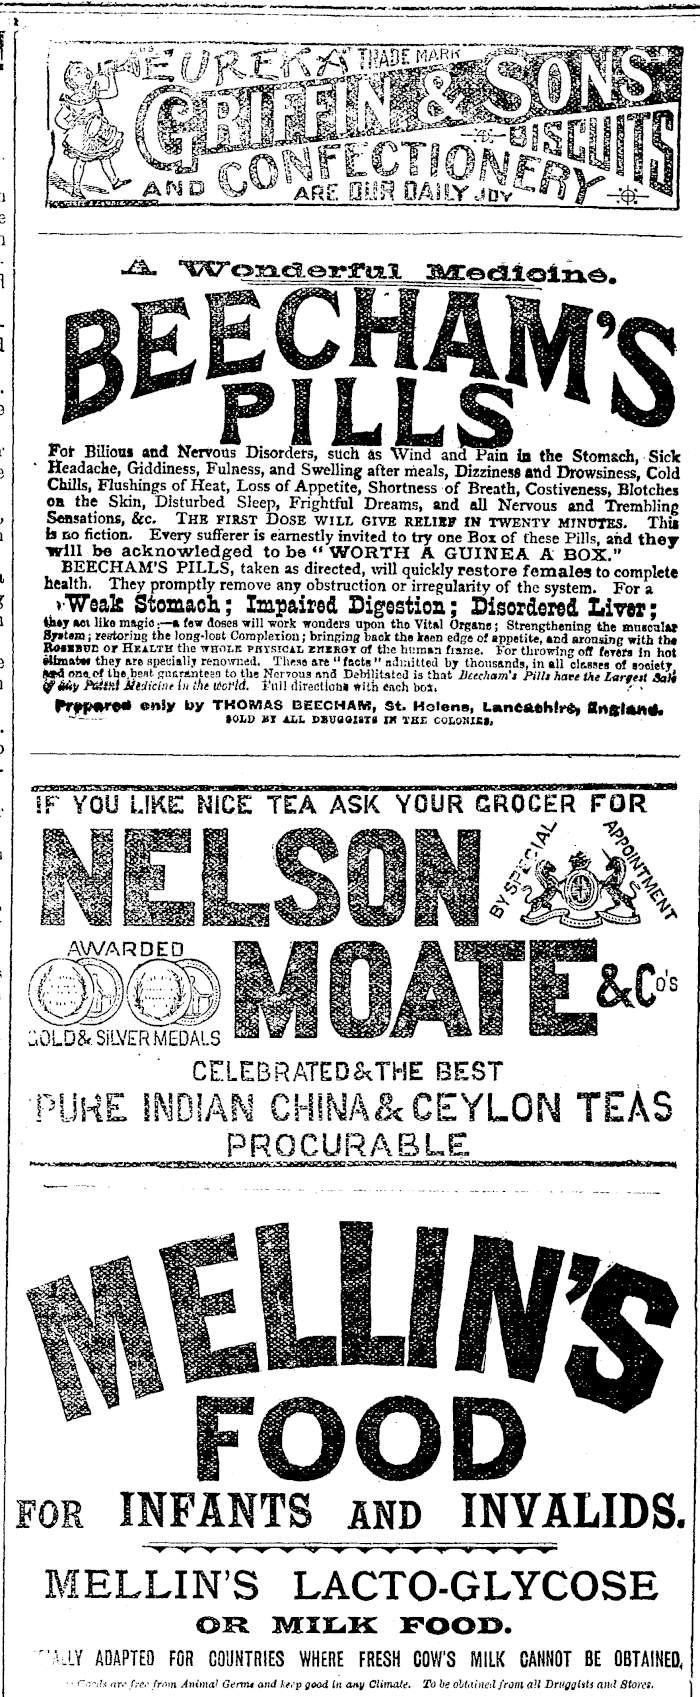 "EUREKA" TRADE MARK
GRIFFIN & SONS'
BISCUITS
AND CONFECTIONERY
ARE OUR DAILY JOY
A Wonderful Medicine.
BEECHAM'S
PILLS
For Bilious and Nervous Disorders, such as Wind and Pain in the Stomach, Sick
Headache, Giddiness, Fulness, and Swelling after meals, Dizziness and Drowsiness, Cold
Chills, Flushings of Heat, Loss of Appetite, Shortness of Breath, Costiveness, Blotches
on the Skin, Disturbed Sleep, Frightful Dreams, and all Nervous and Trembling
Sensations, &c. THE FIRST DOSE WILL GIVE RELIEF IN TWENTY MINUTES. This
is no fiction. Every sufferer is earnestly invited to try one Box of these Pills, and they
will be acknowledged to be "WORTH A GUINEA A BOX."
BEECHAM'S PILLS, taken as directed, will quickly restore females to complete
health. They promptly remove any obstruction or irregularity of the system. For a
Weak Stomach; Impaired Digestion; Disordered Liver;
they act like magic:—a few doses will work wonders upon the Vital Organs; Strengthening the muscular
System; restoring the long-lost Complexion; bringing back the keen edge of appetite, and arousing with the
ROSEBUD OF HEALTH the WHOLE PHYSICAL ENERGY of the human frame. For throwing off fevers in hot
climates they are specially renowned. These are "facts" admitted by thousands, in all classes of society,
and one of the best guarantees to the Nervous and Debilitated is that Beecham's Pills have the Largest Sale
of any Patent Medicine in the world. Full directions with each box.
Prepared only by THOMAS BEECHAM, St. Helens, Lancashire, England.
SOLD BY ALL DRUGGISTS IN THE COLONIES.
IF YOU LIKE NICE TEA ASK YOUR GROCER FOR
NELSON
BY SPECIAL APPOINTMENT
AWARDED
GOLD & SILVER MEDALS
MOATE & Co's
CELEBRATED & THE BEST
PURE INDIAN CHINA & CEYLON TEAS
PROCURABLE
MELLIN'S
FOOD
FOR INFANTS AND INVALIDS.
MELLIN'S LACTO-GLYCOSE
OR MILK FOOD.
ADAPTED FOR COUNTRIES WHERE FRESH COW'S MILK CANNOT BE OBTAINED.
are free from Animal Germs and keep good in any Climate. To be obtained from all Druggists and Stores.